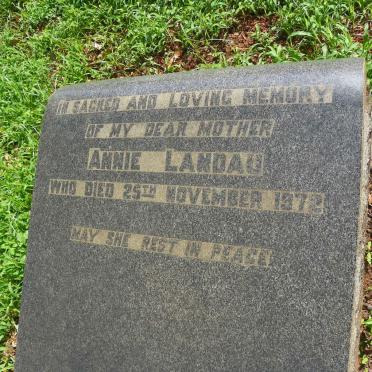 IN SACRED AND LOVING MEMORY
OF MY DEAR MOTHER
ANNIE LANDAU
WHO DIED 25TH NOVEMBER 1972
MAY SHE REST IN PEACE